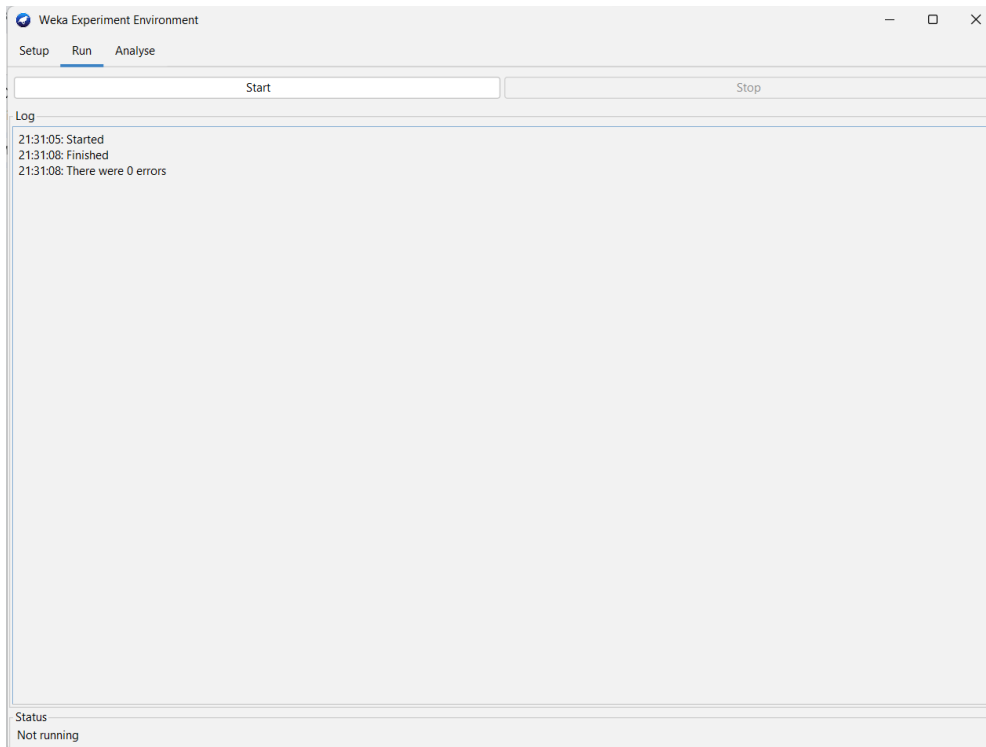 Weka Experiment Environment
Setup Run Analyse
Start Stop
Log
21:31:05: Started
21:31:08: Finished
21:31:08: There were 0 errors
Status
Not running